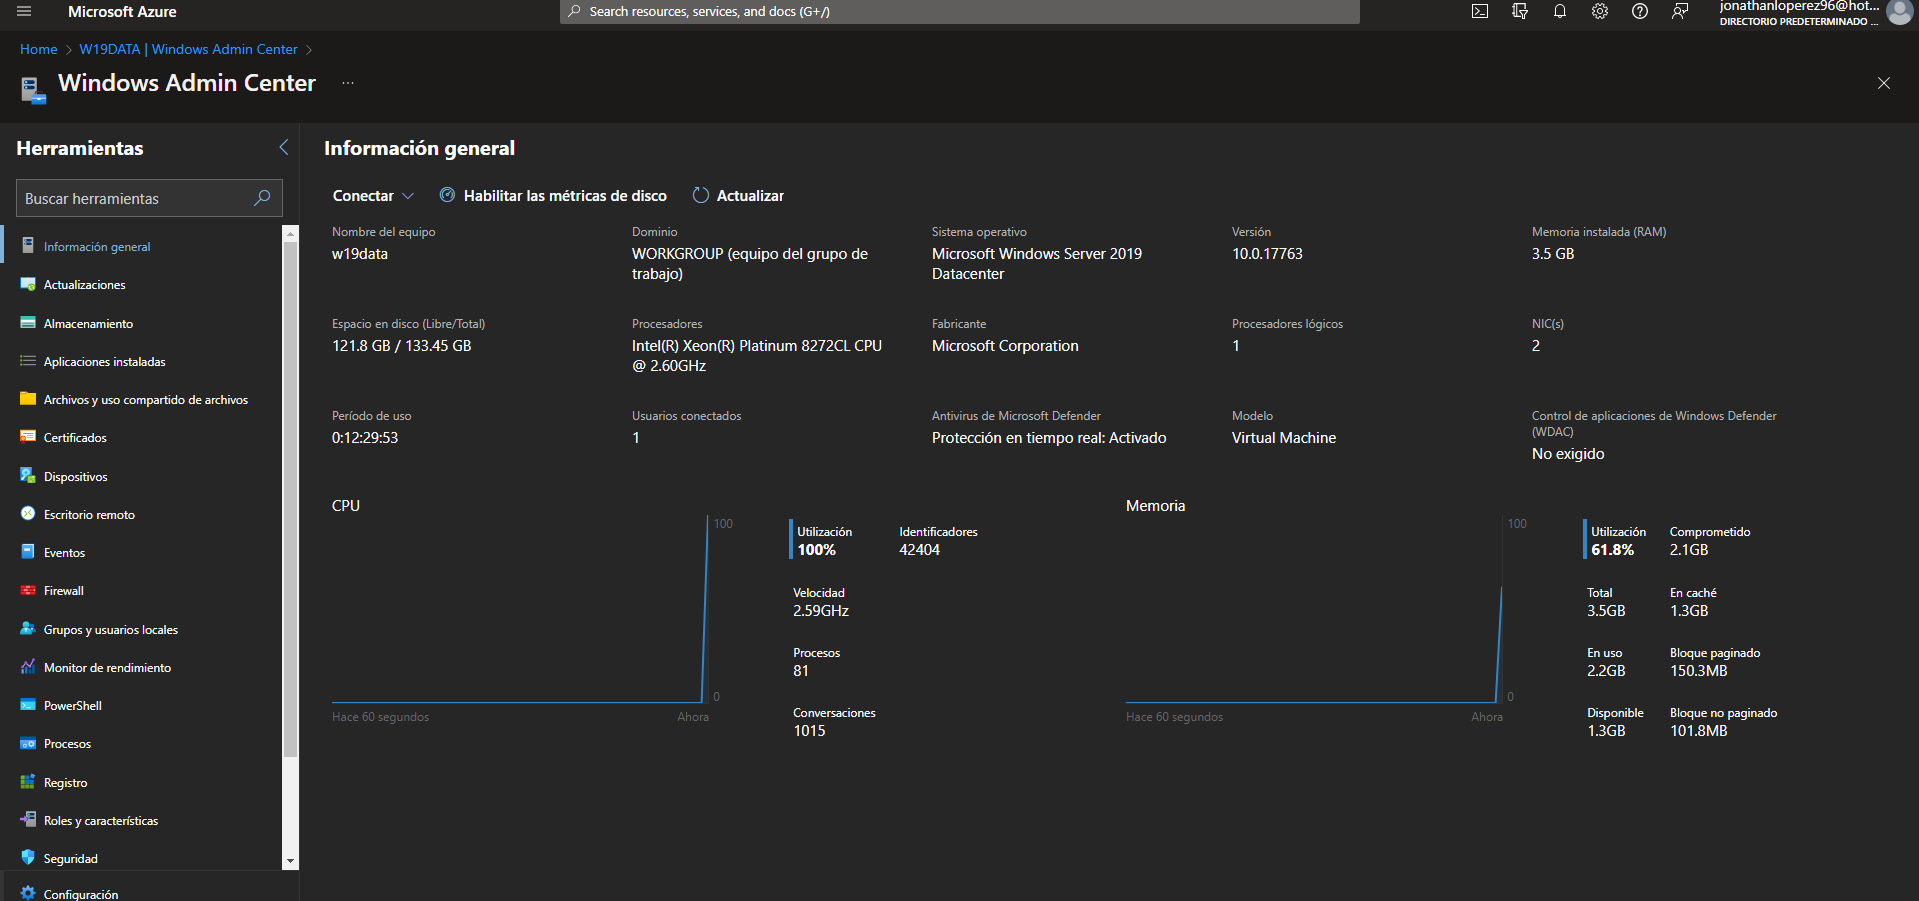 Microsoft Azure
Search resources, services, and docs (G+/)
jonathanloperez96@hot...
DIRECTORIO PREDETERMINADO ...
Home > W19DATA | Windows Admin Center >
Windows Admin Center ...
Herramientas
Buscar herramientas
Información general
Actualizaciones
Almacenamiento
Aplicaciones instaladas
Archivos y uso compartido de archivos
Certificados
Dispositivos
Escritorio remoto
Eventos
Firewall
Grupos y usuarios locales
Monitor de rendimiento
PowerShell
Procesos
Registro
Roles y características
Seguridad
Configuración
Información general
Conectar
Habilitar las métricas de disco
Actualizar
Nombre del equipo
w19data
Dominio
WORKGROUP (equipo del grupo de
trabajo)
Sistema operativo
Microsoft Windows Server 2019
Datacenter
Versión
10.0.17763
Memoria instalada (RAM)
3.5 GB
Espacio en disco (Libre/Total)
121.8 GB / 133.45 GB
Procesadores
Intel(R) Xeon(R) Platinum 8272CL CPU
@ 2.60GHz
Fabricante
Microsoft Corporation
Procesadores lógicos
1
NIC(s)
2
Período de uso
0:12:29:53
Usuarios conectados
1
Antivirus de Microsoft Defender
Protección en tiempo real: Activado
Modelo
Virtual Machine
Control de aplicaciones de Windows Defender
(WDAC)
No exigido
CPU
100
0
Hace 60 segundos
Ahora
Utilización
100%
Identificadores
42404
Velocidad
2.59GHz
Procesos
81
Conversaciones
1015
Memoria
100
0
Hace 60 segundos
Ahora
Utilización
61.8%
Comprometido
2.1GB
Total
3.5GB
En caché
1.3GB
En uso
2.2GB
Bloque paginado
150.3MB
Disponible
1.3GB
Bloque no paginado
101.8MB